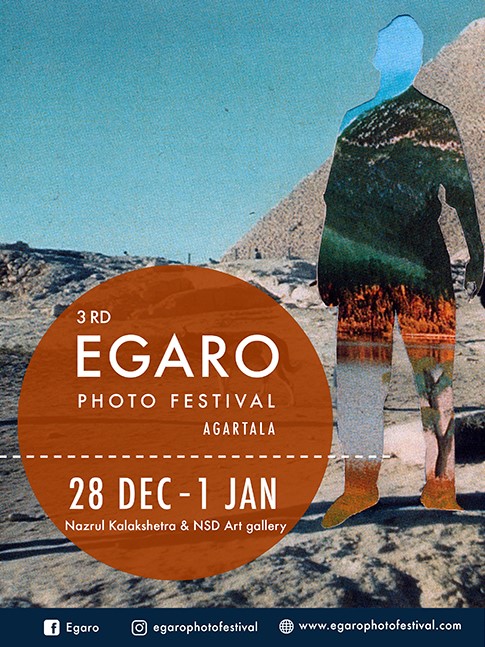 3RD
EGARO
PHOTO FESTIVAL
AGARTALA
28 DEC - 1 JAN
Nazrul Kalakshetra & NSD Art gallery
Egaro egarophotofestival www.egarophotofestival.com